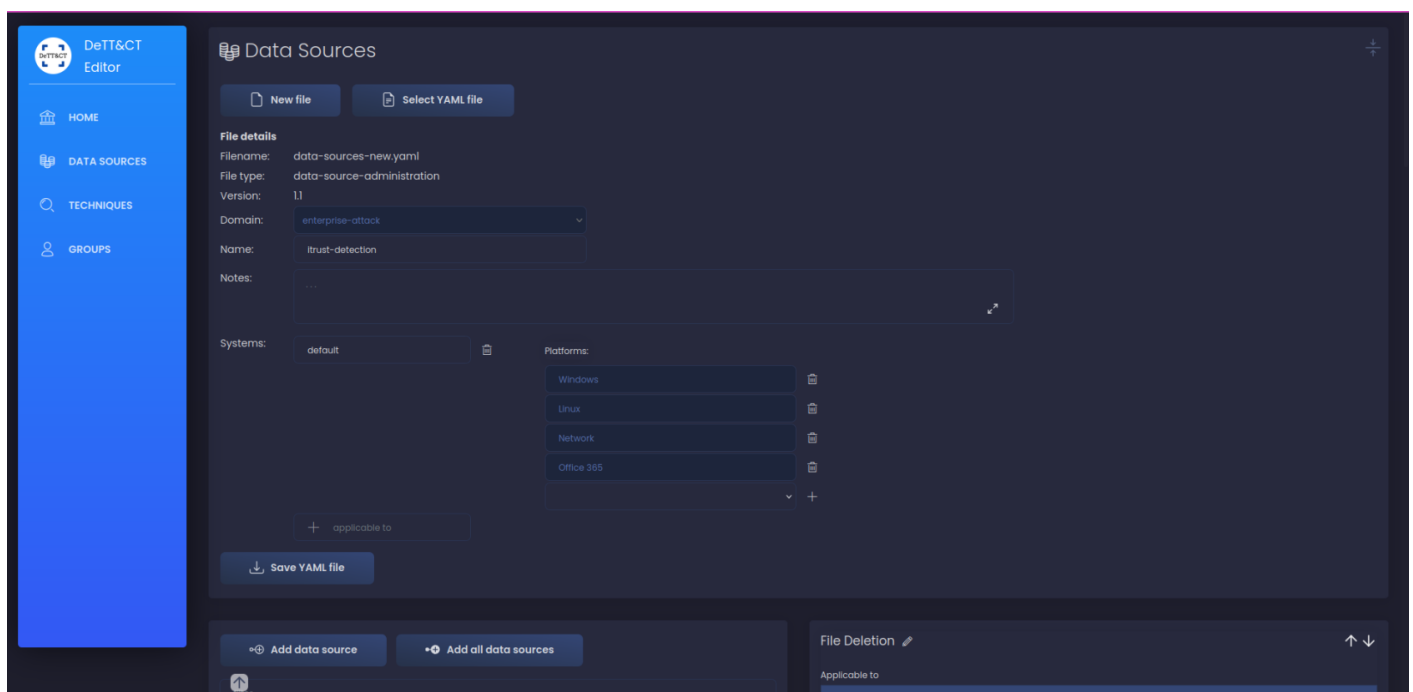 DeTT&CT
DeTT&CT
Editor
HOME
DATA SOURCES
TECHNIQUES
GROUPS
Data Sources
New file
Select YAML file
File details
Filename: data-sources-new.yaml
File type: data-source-administration
Version: 1.1
Domain: enterprise-attack
Name: itrust-detection
Notes: ...
Systems: default
Platforms:
Windows
Linux
Network
Office 365
applicable to
Save YAML file
Add data source
Add all data sources
File Deletion
Applicable to